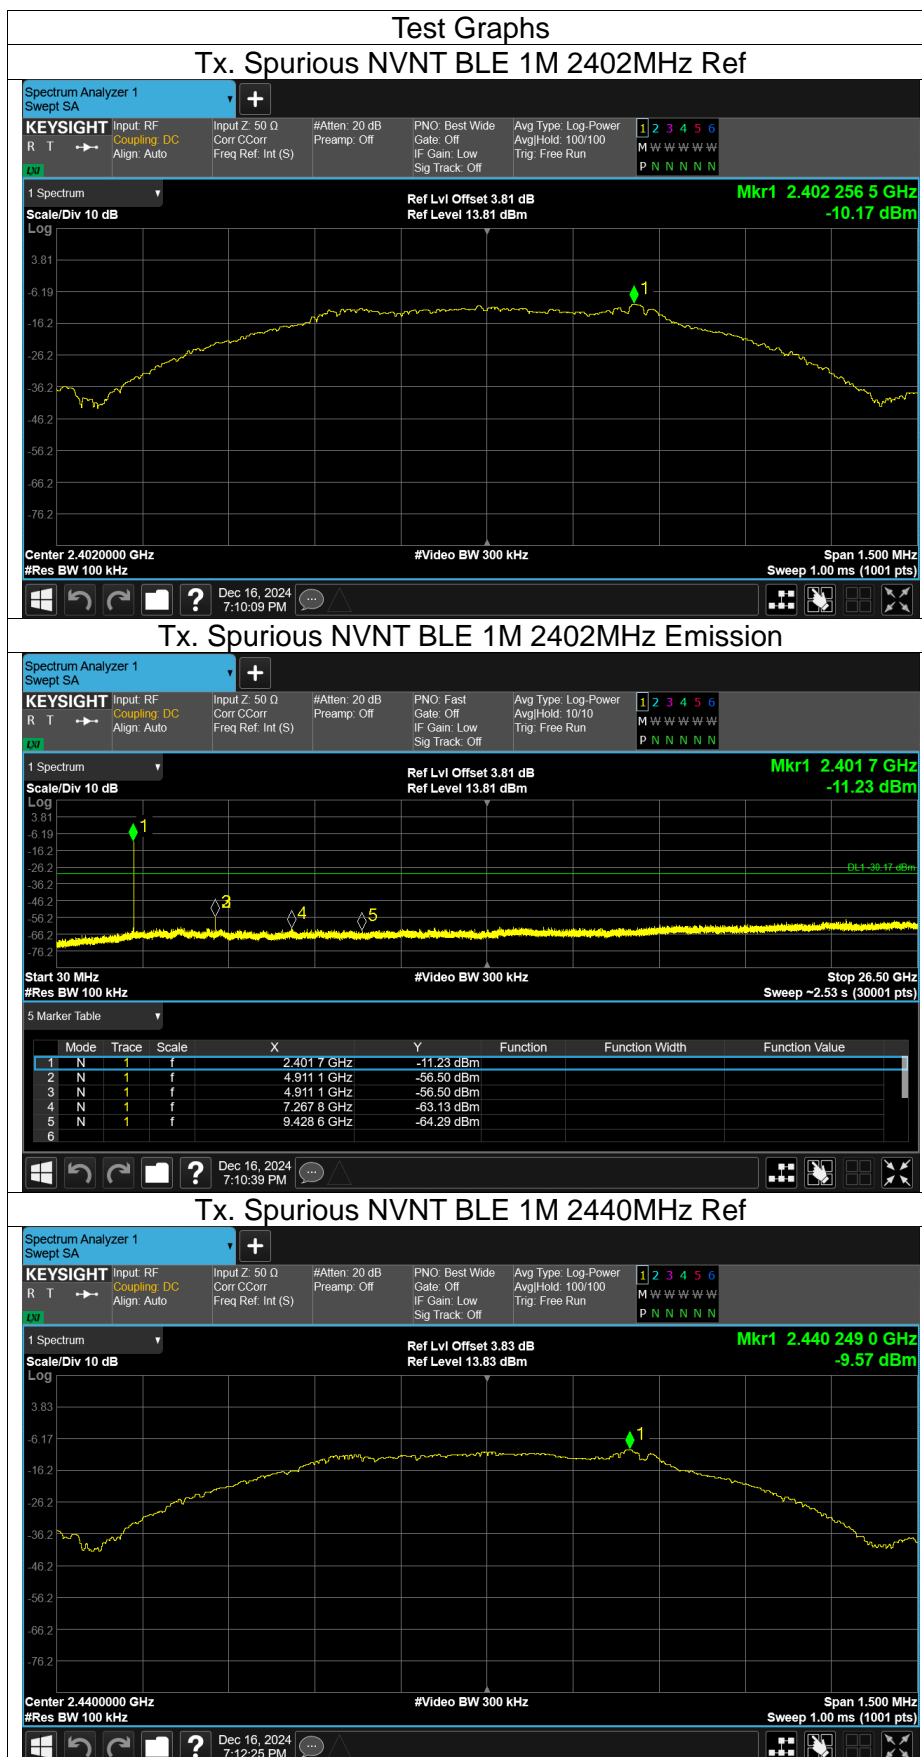 Test Graphs
Tx. Spurious NVNT BLE 1M 2402MHz Ref
Spectrum Analyzer 1
Swept SA
KEYSIGHT Input: RF Input Z: 50 Ω #Atten: 20 dB PNO: Best Wide Avg Type: Log-Power 1 2 3 4 5 6
R T Coupling: DC Corr CCorr Preamp: Off Gate: Off Avg|Hold: 100/100 M W W W W W
Align: Auto Freq Ref: Int (S) IF Gain: Low Trig: Free Run
LXI Sig Track: Off P N N N N N
1 Spectrum Ref Lvl Offset 3.81 dB Mkr1 2.402 256 5 GHz
Scale/Div 10 dB Ref Level 13.81 dBm -10.17 dBm
Log
3.81
-6.19
1
-16.2
-26.2
-36.2
-46.2
-56.2
-66.2
-76.2
Center 2.4020000 GHz #Video BW 300 kHz Span 1.500 MHz
#Res BW 100 kHz Sweep 1.00 ms (1001 pts)
? Dec 16, 2024
7:10:09 PM
Tx. Spurious NVNT BLE 1M 2402MHz Emission
Spectrum Analyzer 1
Swept SA
KEYSIGHT Input: RF Input Z: 50 Ω #Atten: 20 dB PNO: Fast Avg Type: Log-Power 1 2 3 4 5 6
R T Coupling: DC Corr CCorr Preamp: Off Gate: Off Avg|Hold: 10/10 M W W W W W
Align: Auto Freq Ref: Int (S) IF Gain: Low Trig: Free Run
LXI Sig Track: Off P N N N N N
1 Spectrum Ref Lvl Offset 3.81 dB Mkr1 2.401 7 GHz
Scale/Div 10 dB Ref Level 13.81 dBm -11.23 dBm
Log
3.81
-6.19 1
-16.2
-26.2 DL1 -30.17 dBm
-36.2
-46.2 3
-56.2 4 5
-66.2
-76.2
Start 30 MHz #Video BW 300 kHz Stop 26.50 GHz
#Res BW 100 kHz Sweep ~2.53 s (30001 pts)
5 Marker Table
Mode Trace Scale X Y Function Function Width Function Value
1 N 1 f 2.401 7 GHz -11.23 dBm
2 N 1 f 4.911 1 GHz -56.50 dBm
3 N 1 f 4.911 1 GHz -56.50 dBm
4 N 1 f 7.267 8 GHz -63.13 dBm
5 N 1 f 9.428 6 GHz -64.29 dBm
6
? Dec 16, 2024
7:10:39 PM
Tx. Spurious NVNT BLE 1M 2440MHz Ref
Spectrum Analyzer 1
Swept SA
KEYSIGHT Input: RF Input Z: 50 Ω #Atten: 20 dB PNO: Best Wide Avg Type: Log-Power 1 2 3 4 5 6
R T Coupling: DC Corr CCorr Preamp: Off Gate: Off Avg|Hold: 100/100 M W W W W W
Align: Auto Freq Ref: Int (S) IF Gain: Low Trig: Free Run
LXI Sig Track: Off P N N N N N
1 Spectrum Ref Lvl Offset 3.83 dB Mkr1 2.440 249 0 GHz
Scale/Div 10 dB Ref Level 13.83 dBm -9.57 dBm
Log
3.83
-6.17 1
-16.2
-26.2
-36.2
-46.2
-56.2
-66.2
-76.2
Center 2.4400000 GHz #Video BW 300 kHz Span 1.500 MHz
#Res BW 100 kHz Sweep 1.00 ms (1001 pts)
? Dec 16, 2024
7:12:25 PM